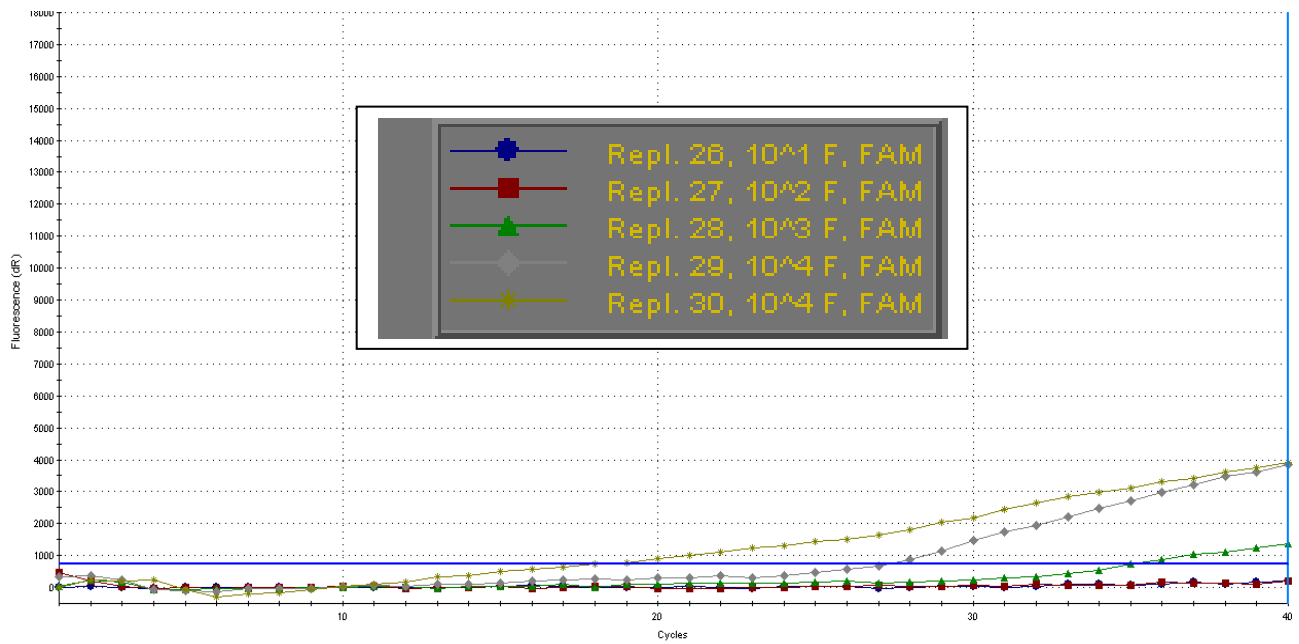 18000
17000
16000
15000
14000
13000
12000
11000
10000
9000
8000
7000
6000
5000
4000
3000
2000
1000
0
Fluorescence (dR)
Repl. 26, 10^1 F, FAM
Repl. 27, 10^2 F, FAM
Repl. 28, 10^3 F, FAM
Repl. 29, 10^4 F, FAM
Repl. 30, 10^4 F, FAM
10 20 30 40
Cycles